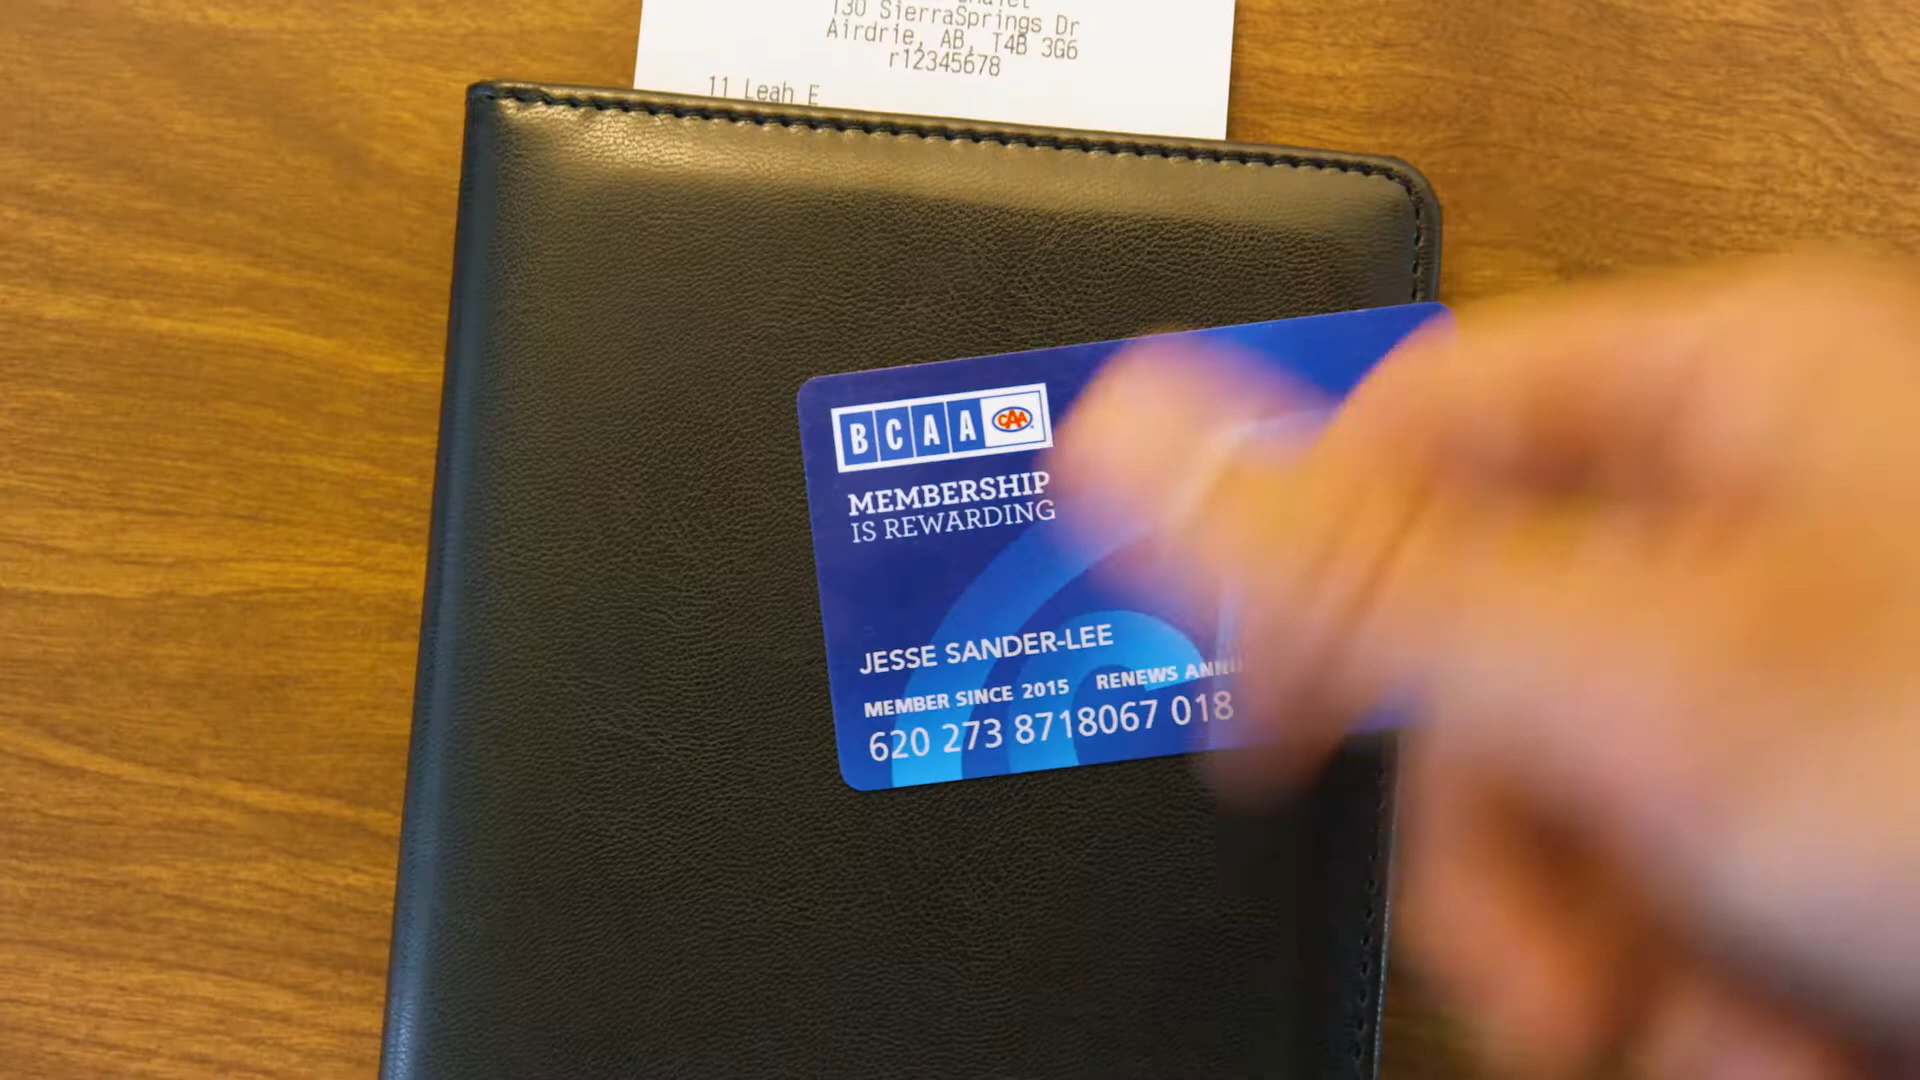 130 SierraSprings Dr
Airdrie, AB, T4B 3G6
r12345678
11 Leah E
BCAA CAA
MEMBERSHIP
IS REWARDING
JESSE SANDER-LEE
MEMBER SINCE 2015 RENEWS
620 273 8718067 018